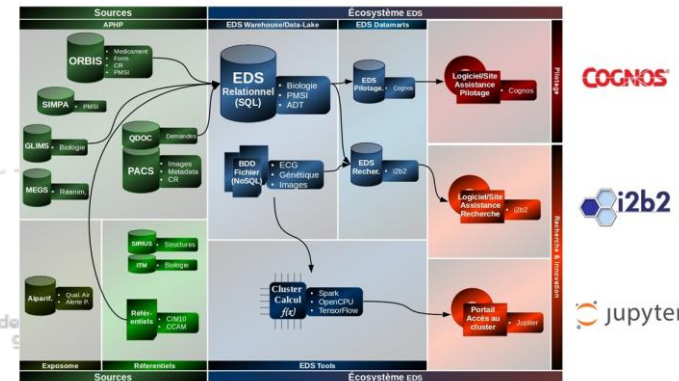 Sources
Écosystème EDS
APHP
EDS Warehouse/Data-Lake
EDS Datamarts
ORBIS
• Medicament
• Form
• CR
• PMSI
SIMPA
• PMSI
GLIMS
• Biologie
QDOC
• Demandes
PACS
• Images
• Metadata
• CR
MEGS
• Réanim,
EDS
Relationnel
(SQL)
• Biologie
• PMSI
• ADT
BDD
Fichier
(NoSQL)
• ECG
• Génétique
• Images
EDS
Pilotage.
• Cognos
EDS
Recher.
• i2b2
Logiciel/Site
Assistance
Pilotage
• Cognos
Pilotage
COGNOS
Logiciel/Site
Assistance
Recherche
• i2b2
Recherche & Innovation
i2b2
Airparif.
• Qual. Air
• Alerte P.
SIRIUS
• Structures
ITM
• Biologie
Référ-
entiels
• CIM10
• CCAM
Cluster
Calcul
f(x)
• Spark
• OpenCPU
• TensorFlow
Portail
Accès au
cluster
• Jupiter
jupyter
Exposome
Réferentiels
EDS Tools
Sources
Écosystème EDS